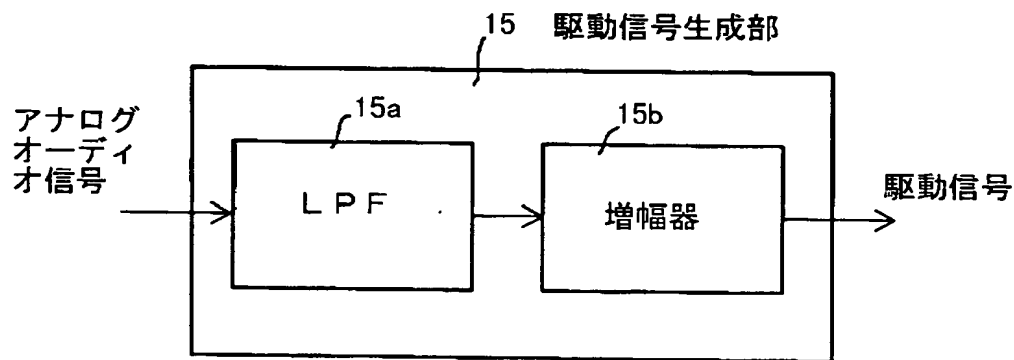 15 駆動信号生成部
アナログ
オーディ
オ信号
15a
LPF
15b
増幅器
駆動信号